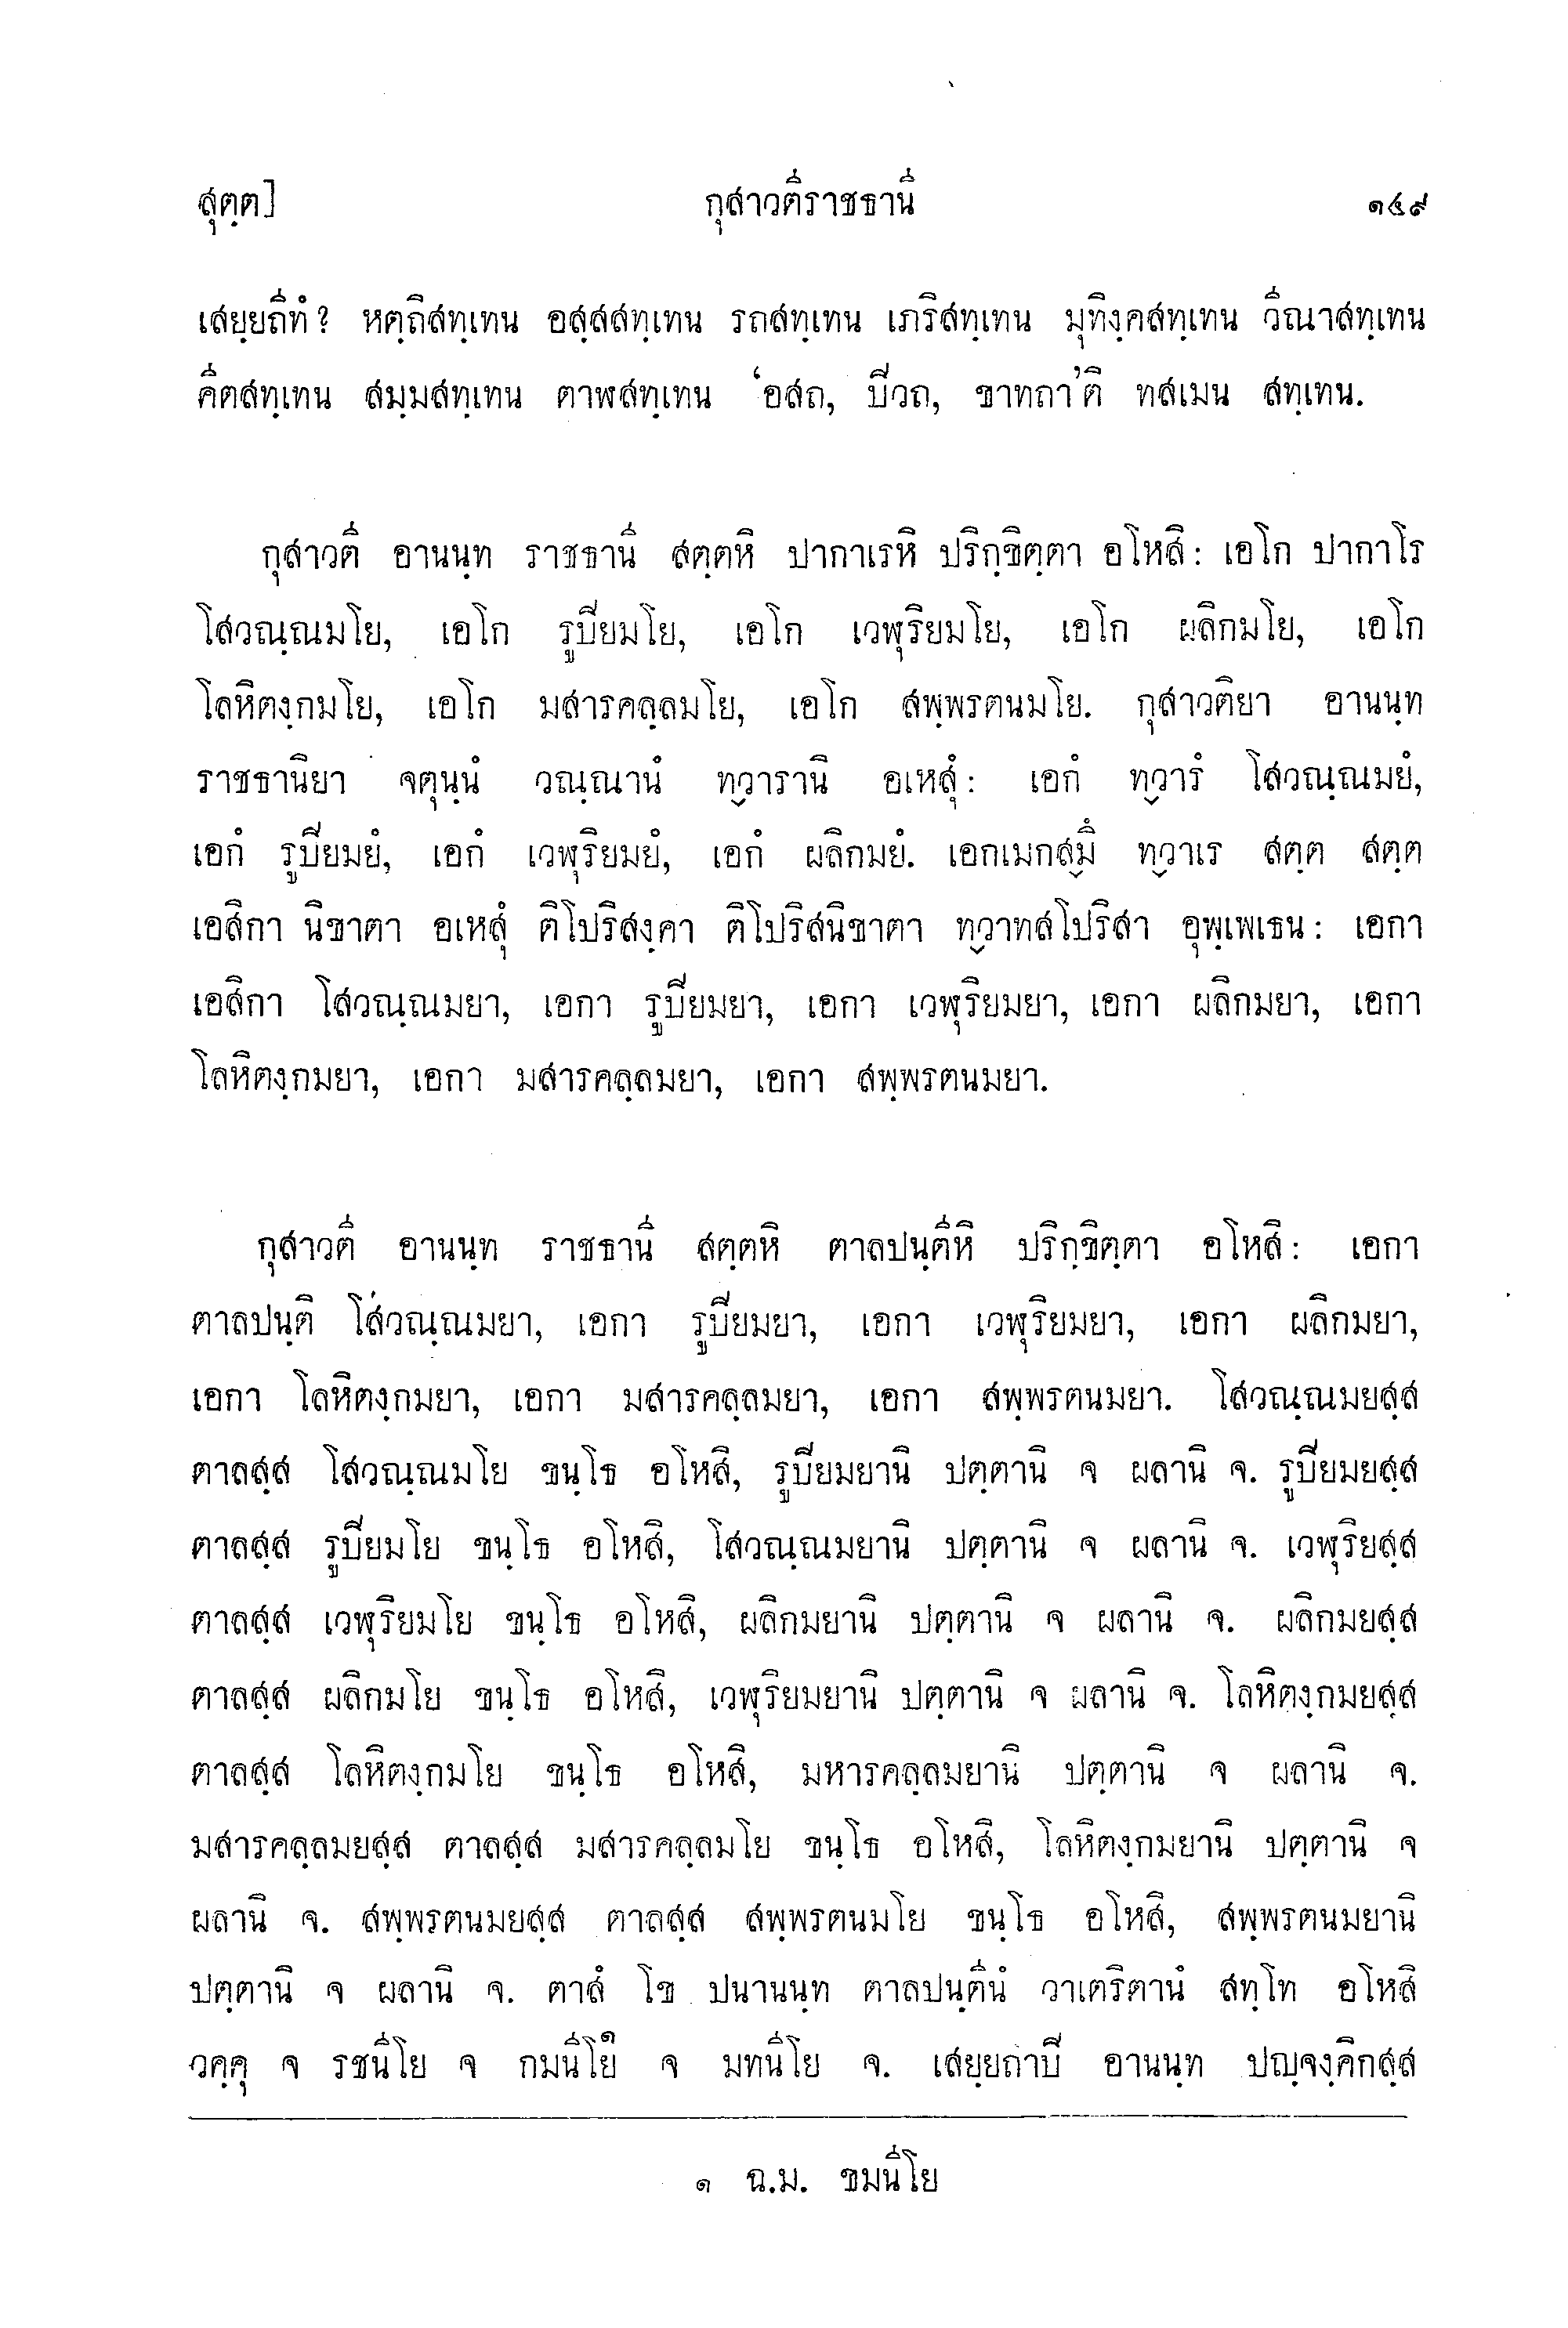 สุตฺต]
กุสาวตีราชธานี
๑๔๙
เสยฺยถีทํ? หตฺถิสทฺเทน อสฺสสทฺเทน รถสทฺเทน เภริสทฺเทน มุทิงฺคสทฺเทน วีณาสทฺเทน
คีตสทฺเทน สมฺมสทฺเทน ตาฬสทฺเทน ‘อสถ, ปีวถ, ขาทถา’ติ ทสเมน สทฺเทน.
กุสาวตี อานนฺท ราชธานี สตฺตหิ ปากาเรหิ ปริกฺขิตฺตา อโหสิ: เอโก ปากาโร
โสวณฺณมโย, เอโก รูปิยมโย, เอโก เวฬุริยมโย, เอโก ผลิกมโย, เอโก
โลหิตงฺกมโย, เอโก มสารคลฺลมโย, เอโก สพฺพรตนมโย. กุสาวติยา อานนฺท
ราชธานิยา จตุนฺนํ วณฺณานํ ทฺวารานิ อเหสุํ: เอกํ ทฺวารํ โสวณฺณมยํ,
เอกํ รูปิยมยํ, เอกํ เวฬุริยมยํ, เอกํ ผลิกมยํ. เอกเมกสฺมึ ทฺวาเร สตฺต สตฺต
เอสิกา นิขาตา อเหสุํ ติโปริสงฺคา ติโปริสนิขาตา ทฺวาทสโปริสา อุพฺเพเธน: เอกา
เอสิกา โสวณฺณมยา, เอกา รูปิยมยา, เอกา เวฬุริยมยา, เอกา ผลิกมยา, เอกา
โลหิตงฺกมยา, เอกา มสารคลฺลมยา, เอกา สพฺพรตนมยา.
กุสาวตี อานนฺท ราชธานี สตฺตหิ ตาลปนฺตีหิ ปริกฺขิตฺตา อโหสิ: เอกา
ตาลปนฺติ โสวณฺณมยา, เอกา รูปิยมยา, เอกา เวฬุริยมยา, เอกา ผลิกมยา,
เอกา โลหิตงฺกมยา, เอกา มสารคลฺลมยา, เอกา สพฺพรตนมยา. โสวณฺณมยสฺส
ตาลสฺส โสวณฺณมโย ขนฺโธ อโหสิ, รูปิยมยานิ ปตฺตานิ จ ผลานิ จ. รูปิยมยสฺส
ตาลสฺส รูปิยมโย ขนฺโธ อโหสิ, โสวณฺณมยานิ ปตฺตานิ จ ผลานิ จ. เวฬุริยสฺส
ตาลสฺส เวฬุริยมโย ขนฺโธ อโหสิ, ผลิกมยานิ ปตฺตานิ จ ผลานิ จ. ผลิกมยสฺส
ตาลสฺส ผลิกมโย ขนฺโธ อโหสิ, เวฬุริยมยานิ ปตฺตานิ จ ผลานิ จ. โลหิตงฺกมยสฺส
ตาลสฺส โลหิตงฺกมโย ขนฺโธ อโหสิ, มหารคลฺลมยานิ ปตฺตานิ จ ผลานิ จ.
มสารคลฺลมยสฺส ตาลสฺส มสารคลฺลมโย ขนฺโธ อโหสิ, โลหิตงฺกมยานิ ปตฺตานิ จ
ผลานิ จ. สพฺพรตนมยสฺส ตาลสฺส สพฺพรตนมโย ขนฺโธ อโหสิ, สพฺพรตนมยานิ
ปตฺตานิ จ ผลานิ จ. ตาสํ โข ปนานนฺท ตาลปนฺตีนํ วาเตริตานํ สทฺโท อโหสิ
วคฺคุ จ รชนีโย จ กมนีโย๑ จ มทนีโย จ. เสยฺยถาปิ อานนฺท ปญฺจงฺคิกสฺส
๑ ฉ.ม. ขมนีโย